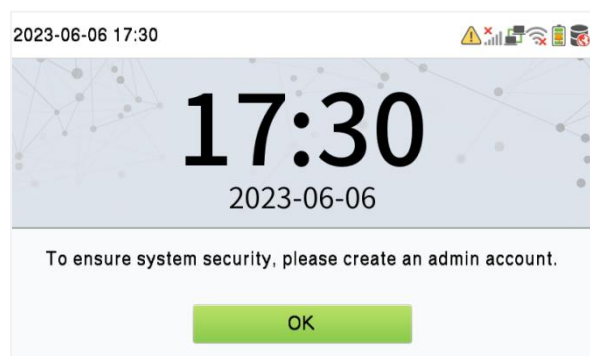 2023-06-06 17:30
17:30
2023-06-06
To ensure system security, please create an admin account.
OK